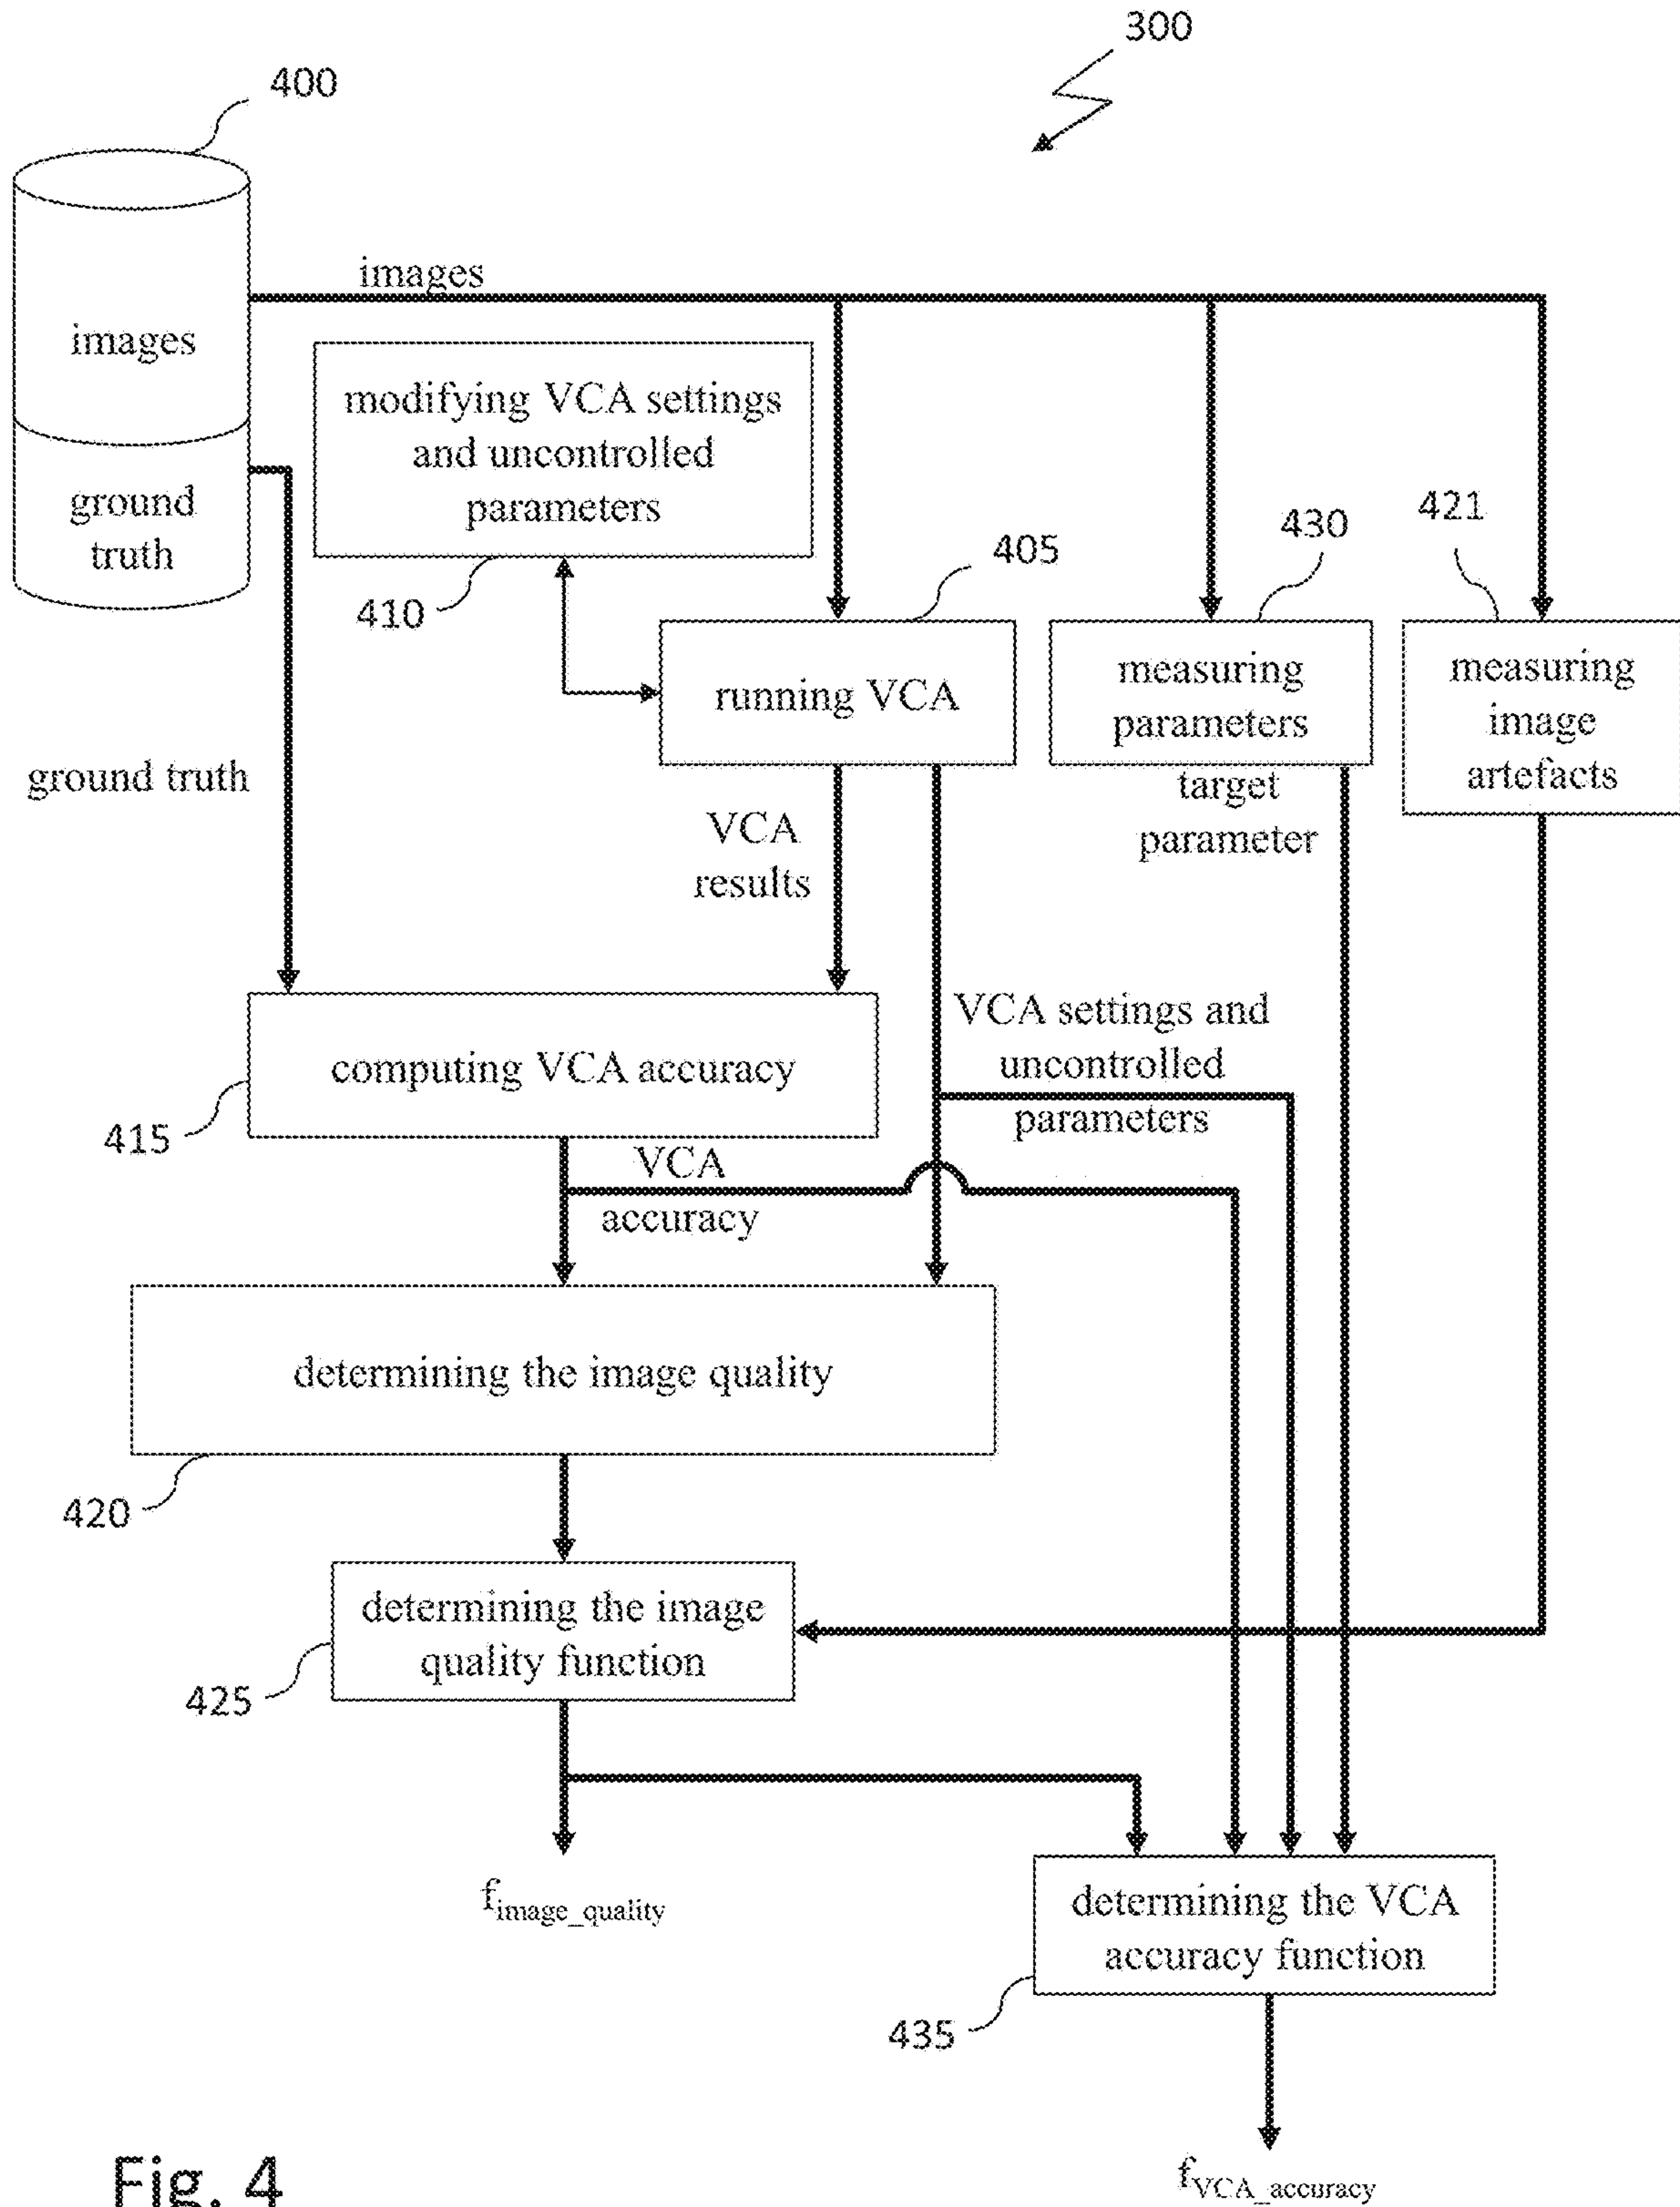 300
400
images
images
modifying VCA settings
and uncontrolled
parameters
ground
truth
410
405
430
421
running VCA
measuring
parameters
measuring
image
artefacts
ground truth
target
parameter
VCA
results
VCA settings and
uncontrolled
parameters
computing VCA accuracy
415
VCA
accuracy
determining the image quality
420
determining the image
quality function
425
f_image_quality
determining the VCA
accuracy function
435
f_VCA_accuracy
Fig. 4